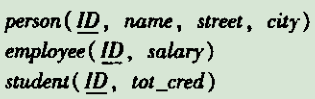 person(ID, name, street, city)
employee(ID, salary)
student(ID, tot_cred)